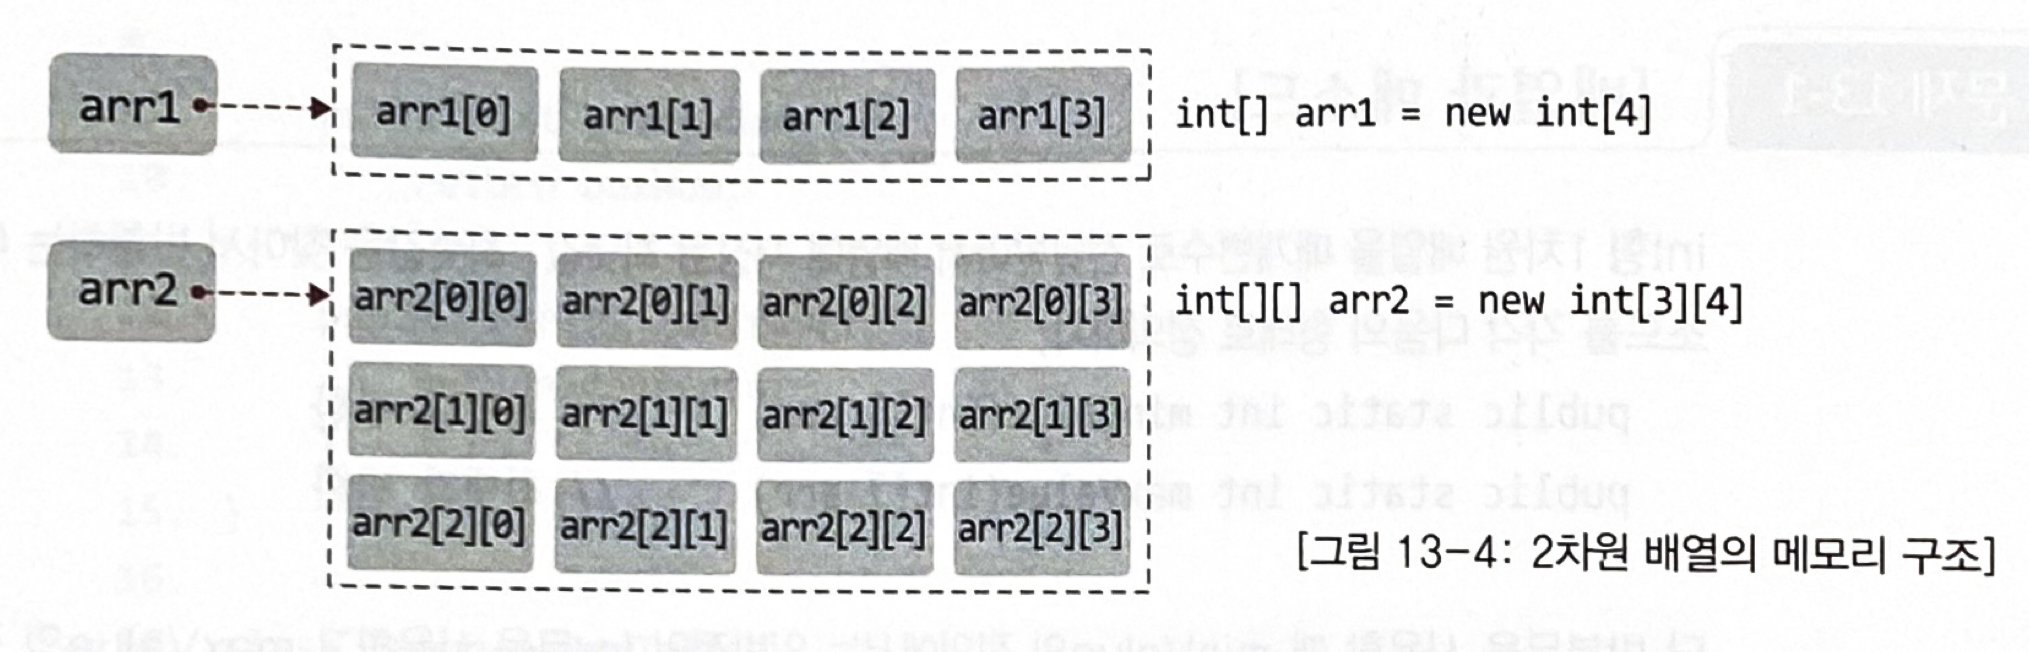 arr1 arr1[0] arr1[1] arr1[2] arr1[3] int[] arr1 = new int[4]
arr2 arr2[0][0] arr2[0][1] arr2[0][2] arr2[0][3] int[][] arr2 = new int[3][4]
arr2[1][0] arr2[1][1] arr2[1][2] arr2[1][3]
arr2[2][0] arr2[2][1] arr2[2][2] arr2[2][3]
[그림 13-4: 2차원 배열의 메모리 구조]